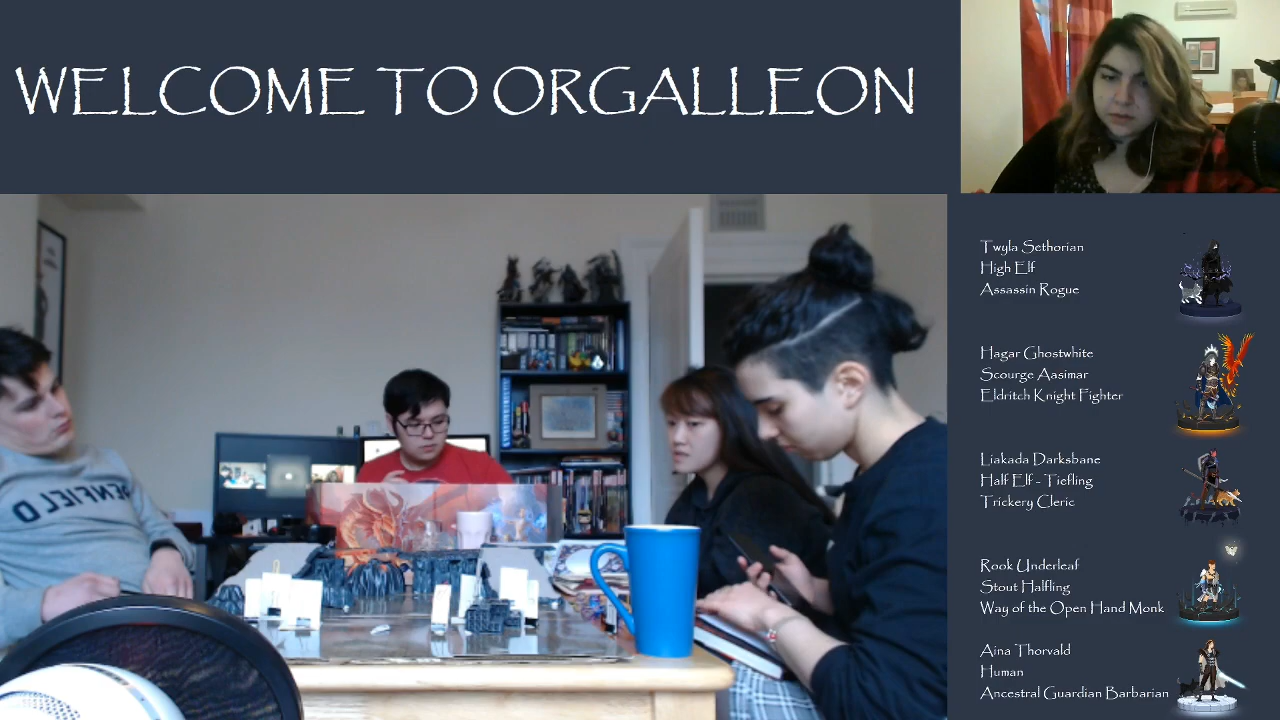 WELCOME TO ORGALLEON
Twyla Sethorian
High Elf
Assassin Rogue
Hagar Ghostwhite
Scourge Aasimar
Eldritch Knight Fighter
Liakada Darksbane
Half Elf - Tiefling
Trickery Cleric
Rook Underleaf
Stout Halfling
Way of the Open Hand Monk
Aina Thorvald
Human
Ancestral Guardian Barbarian
PENFIELD